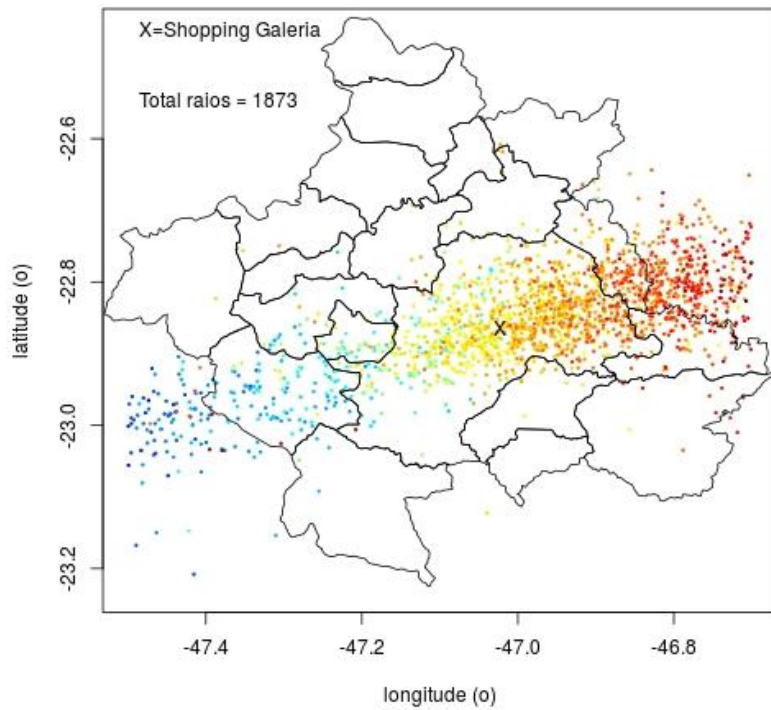 X=Shopping Galeria
Total raios = 1873
-22.6
-22.8
-23.0
-23.2
latitude (o)
X
-47.4
-47.2
-47.0
-46.8
longitude (o)